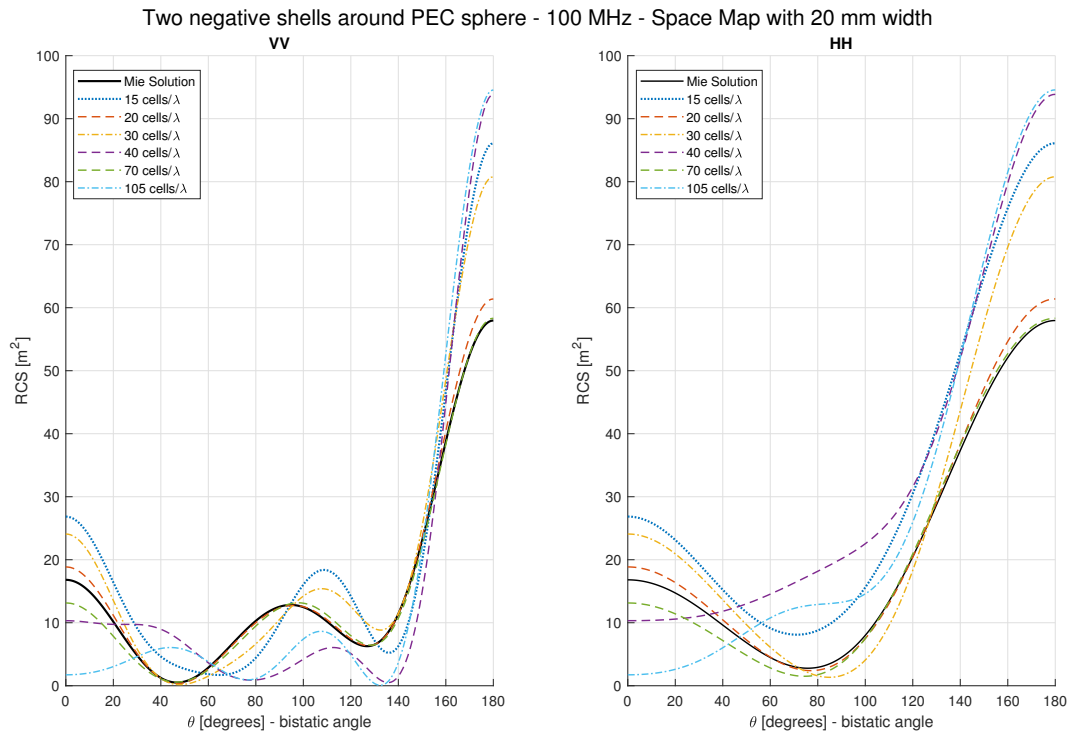 Two negative shells around PEC sphere - 100 MHz - Space Map with 20 mm width
VV
100
90
80
70
60
50
40
30
20
10
0
RCS [m²]
Mie Solution
15 cells/λ
20 cells/λ
30 cells/λ
40 cells/λ
70 cells/λ
105 cells/λ
0 20 40 60 80 100 120 140 160 180
θ [degrees] - bistatic angle
HH
100
90
80
70
60
50
40
30
20
10
0
RCS [m²]
Mie Solution
15 cells/λ
20 cells/λ
30 cells/λ
40 cells/λ
70 cells/λ
105 cells/λ
0 20 40 60 80 100 120 140 160 180
θ [degrees] - bistatic angle